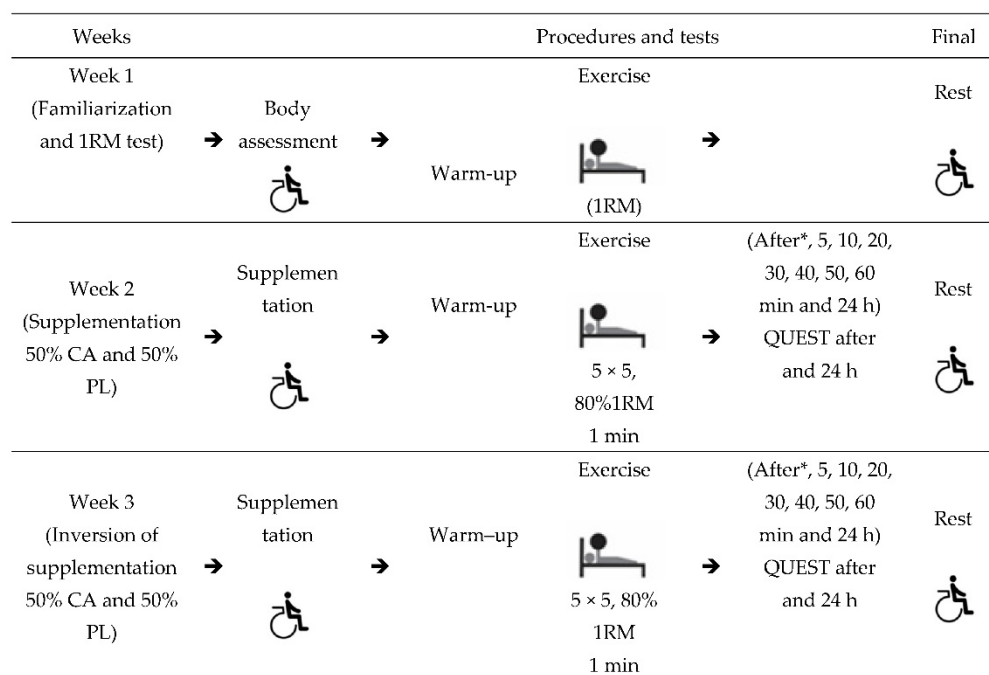 Weeks
Procedures and tests
Final
Week 1
(Familiarization
and 1RM test)
Body
assessment
Warm-up
Exercise
(1RM)
Rest
Week 2
(Supplementation
50% CA and 50%
PL)
Supplemen
tation
Warm-up
Exercise
5 × 5,
80%1RM
1 min
(After*, 5, 10, 20,
30, 40, 50, 60
min and 24 h)
QUEST after
and 24 h
Rest
Week 3
(Inversion of
supplementation
50% CA and 50%
PL)
Supplemen
tation
Warm–up
Exercise
5 × 5, 80%
1RM
1 min
(After*, 5, 10, 20,
30, 40, 50, 60
min and 24 h)
QUEST after
and 24 h
Rest